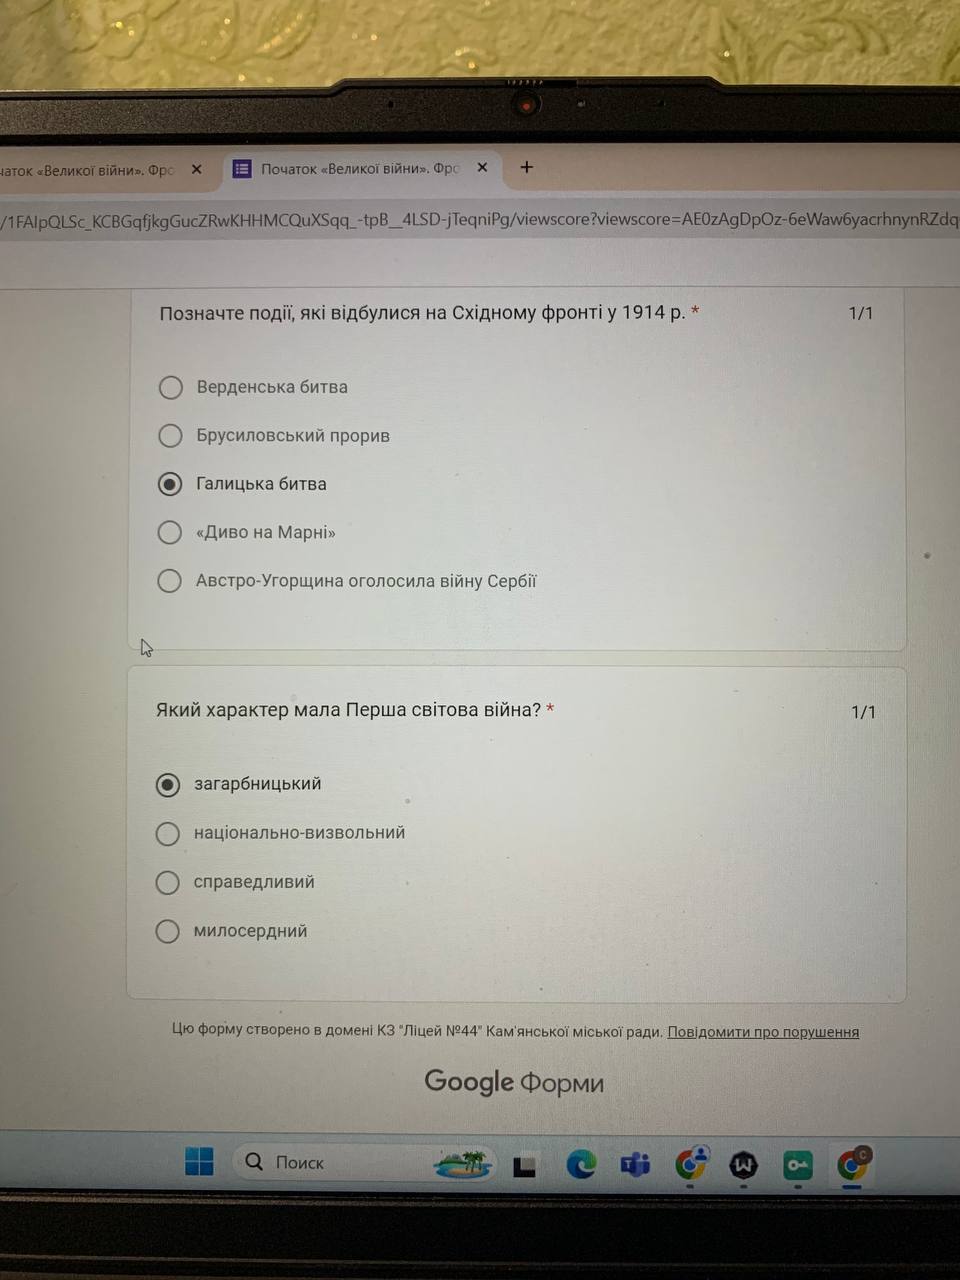 чаток «Великої війни». Фро
Початок «Великої війни». Фро
/1FAIpQLSc_KCBGqfjkgGucZRwKHHMCQuXSqq_-tpB__4LSD-jTeqniPg/viewscore?viewscore=AE0zAgDpOz-6eWaw6yacrhnynRZdq
Позначте події, які відбулися на Східному фронті у 1914 р. * 1/1
Верденська битва
Брусиловський прорив
Галицька битва
«Диво на Марні»
Австро-Угорщина оголосила війну Сербії
Який характер мала Перша світова війна? * 1/1
загарбницький
національно-визвольний
справедливий
милосердний
Цю форму створено в домені КЗ "Ліцей №44" Кам'янської міської ради. Повідомити про порушення
Google Форми
Поиск